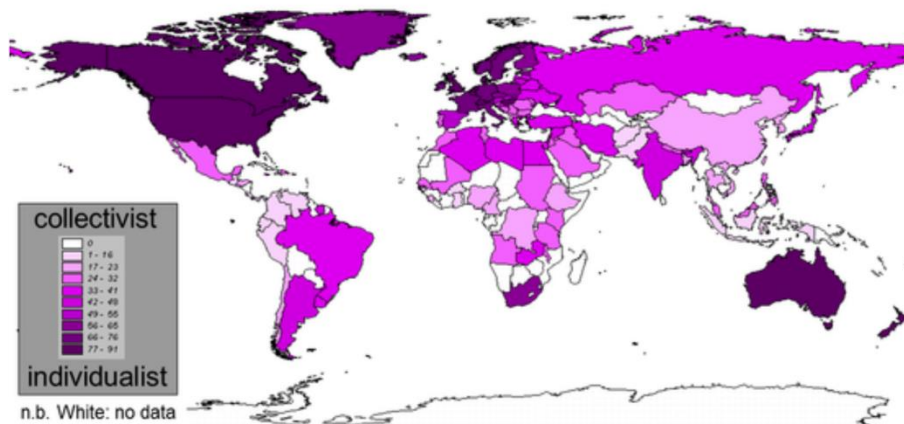 collectivist
0
1 - 16
17 - 23
24 - 32
33 - 41
42 - 48
49 - 55
56 - 65
66 - 76
77 - 91
individualist
n.b. White: no data